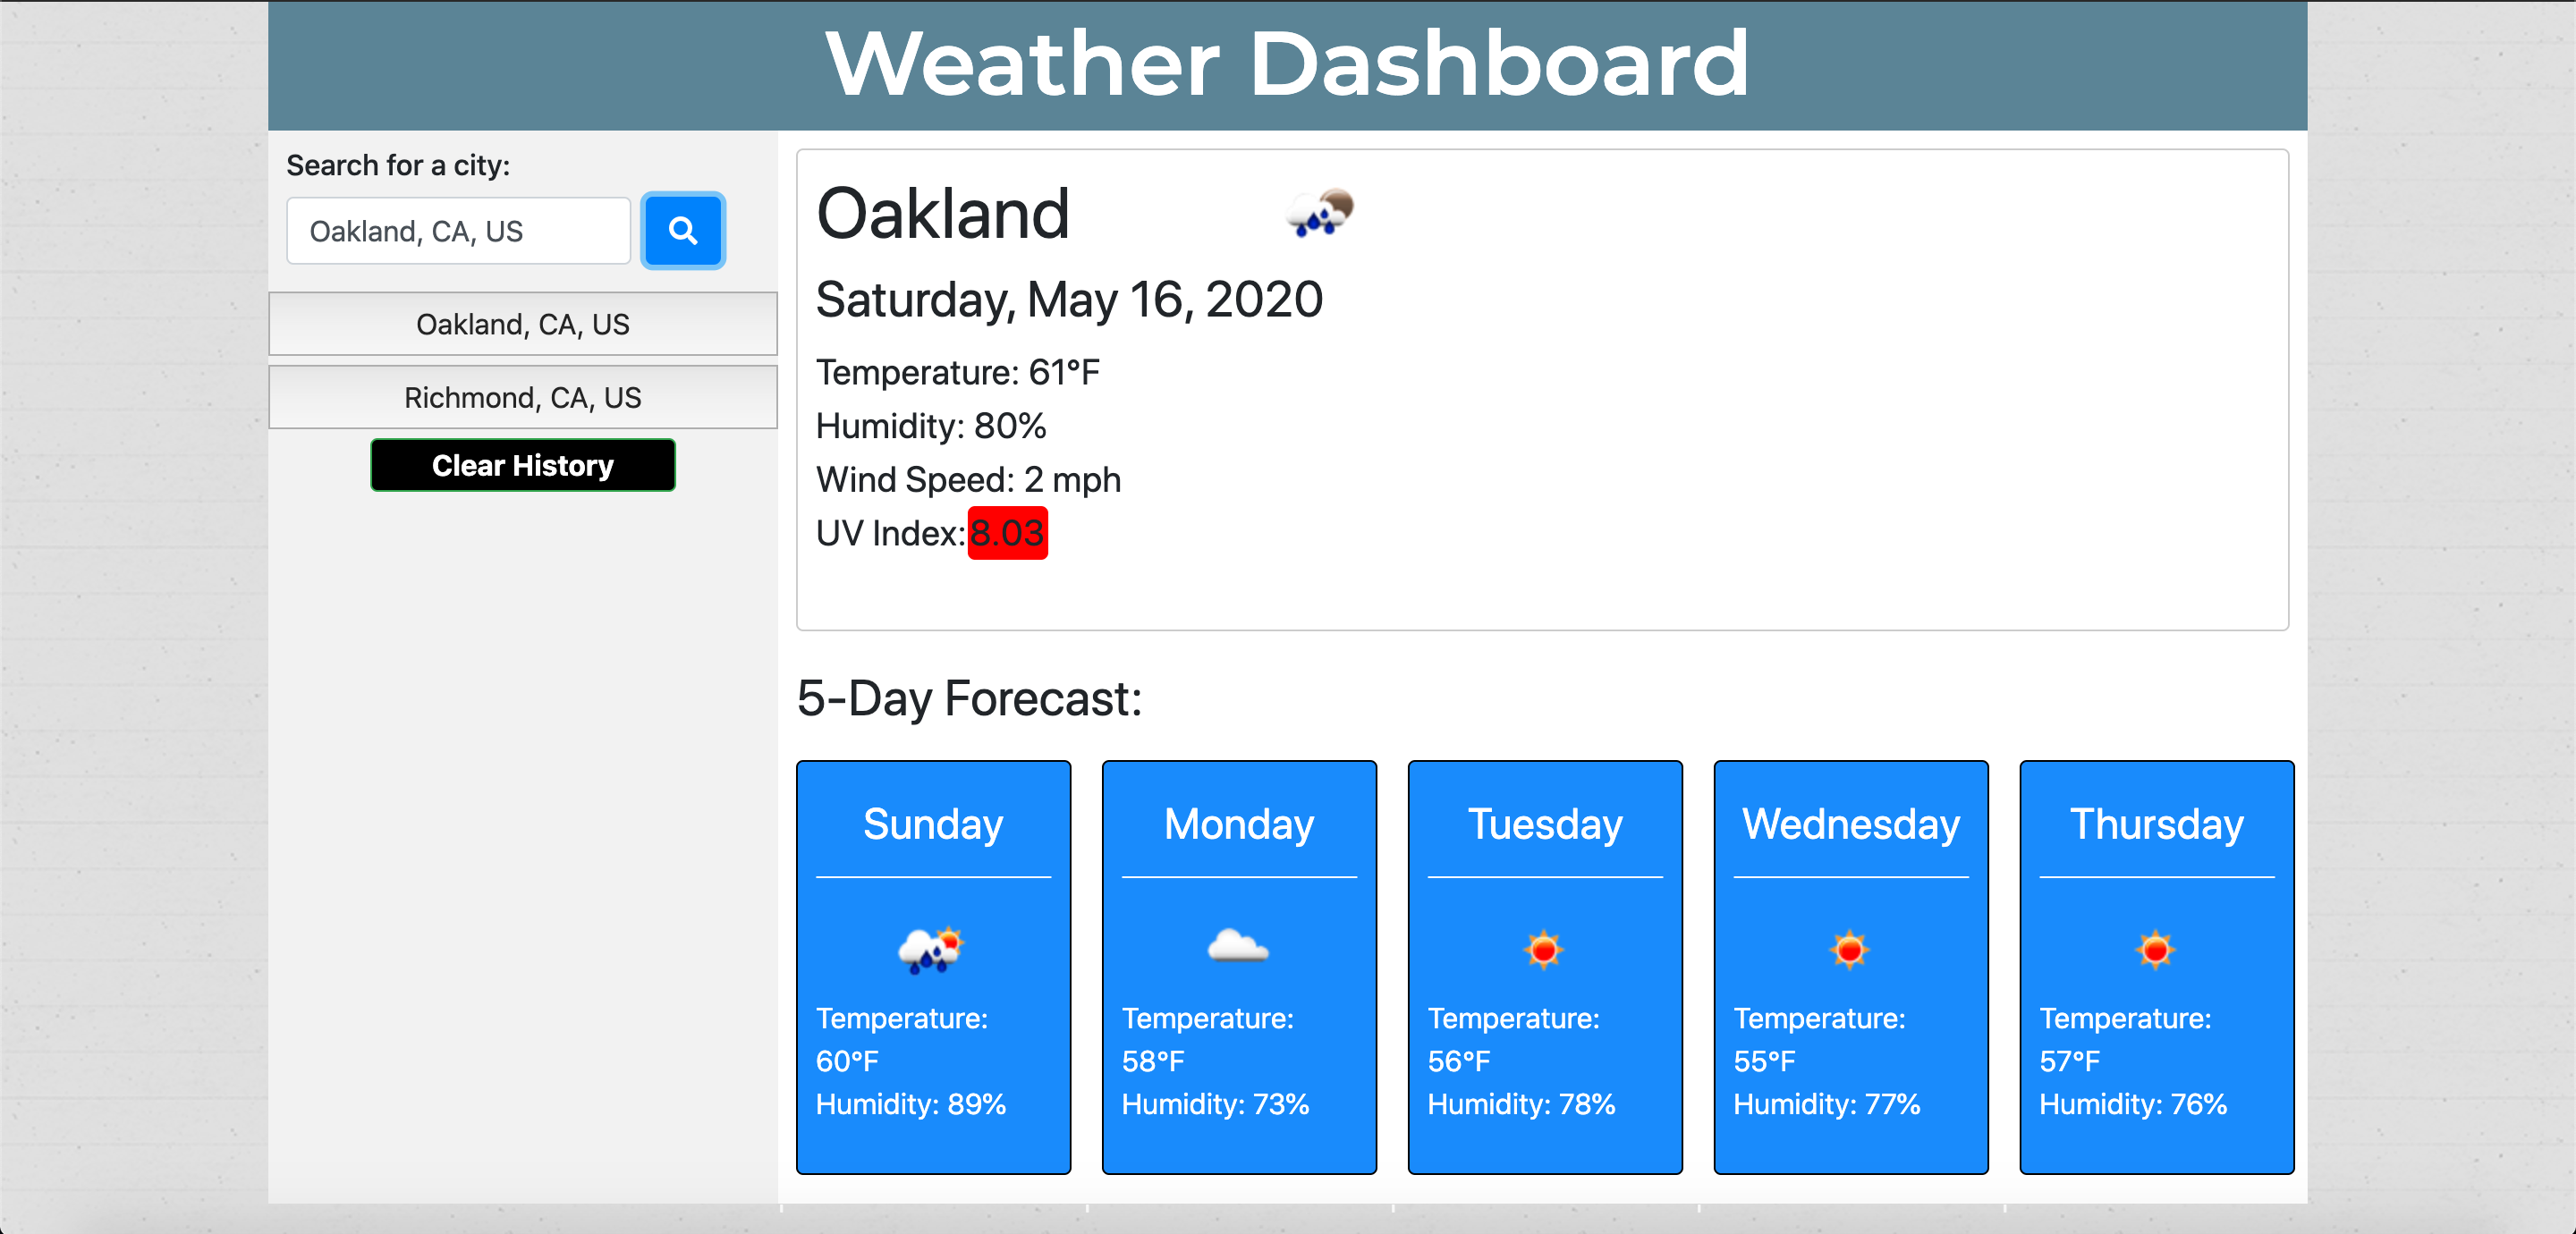 Weather Dashboard
Search for a city:
Oakland, CA, US
Oakland, CA, US
Richmond, CA, US
Clear History
Oakland
Saturday, May 16, 2020
Temperature: 61°F
Humidity: 80%
Wind Speed: 2 mph
UV Index: 8.03
5-Day Forecast:
Sunday
Temperature:
60°F
Humidity: 89%
Monday
Temperature:
58°F
Humidity: 73%
Tuesday
Temperature:
56°F
Humidity: 78%
Wednesday
Temperature:
55°F
Humidity: 77%
Thursday
Temperature:
57°F
Humidity: 76%